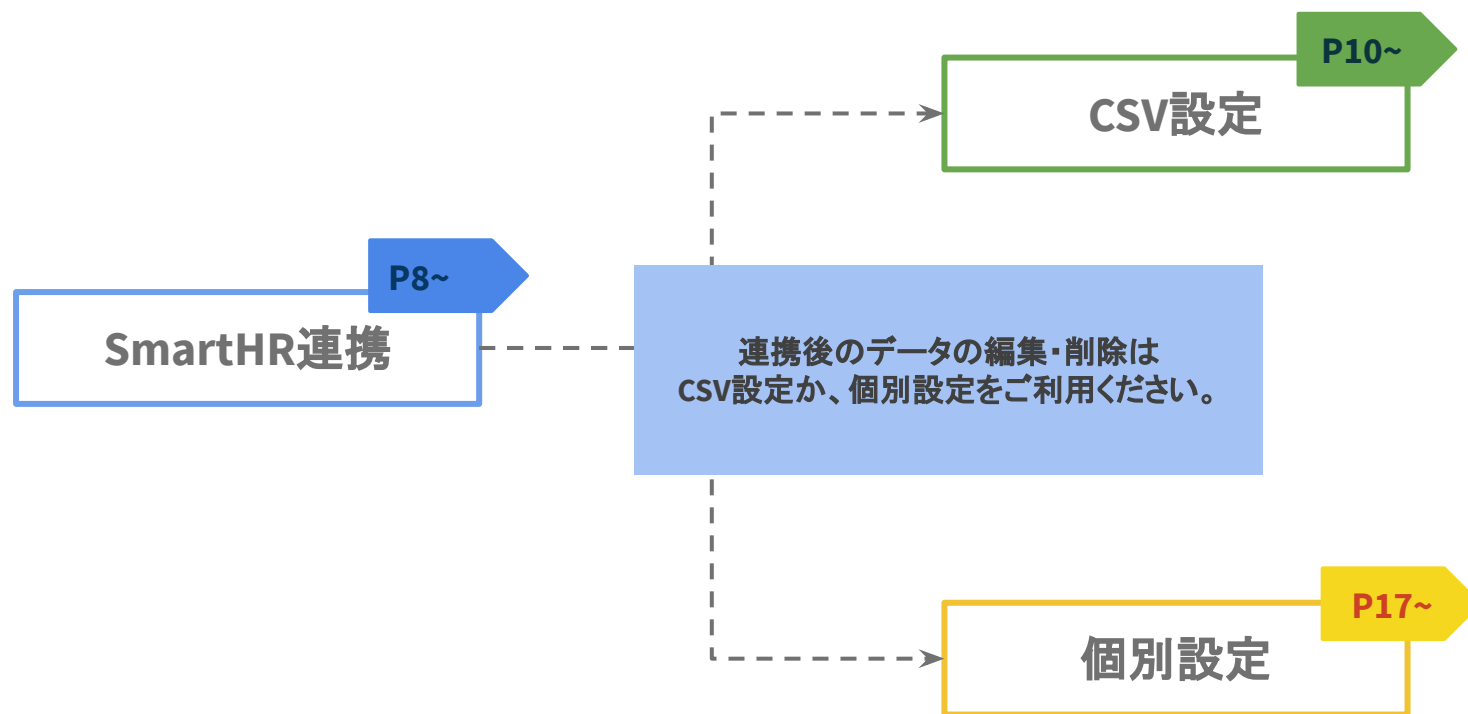 P10~
CSV設定
P8~
SmartHR連携
連携後のデータの編集・削除は
CSV設定か、個別設定をご利用ください。
P17~
個別設定